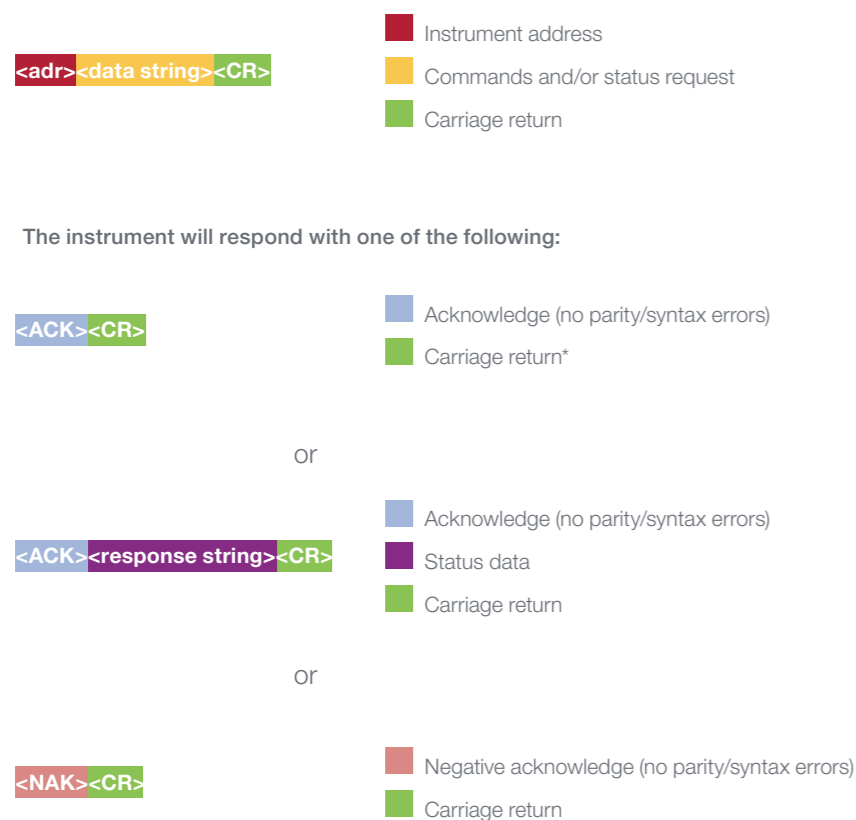 <adr><data string><CR>
Instrument address
Commands and/or status request
Carriage return
The instrument will respond with one of the following:
<ACK><CR>
Acknowledge (no parity/syntax errors)
Carriage return*
or
<ACK><response string><CR>
Acknowledge (no parity/syntax errors)
Status data
Carriage return
or
<NAK><CR>
Negative acknowledge (no parity/syntax errors)
Carriage return